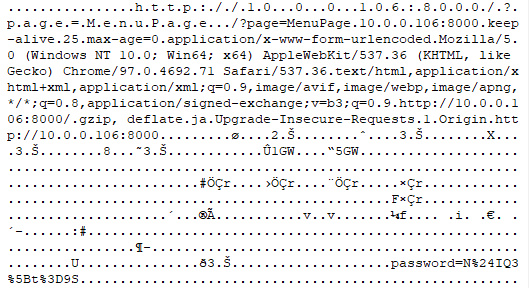 ................h.t.t.p.:././.1.0...0...0...1.0.6.:.8.0.0.0./.?.
p.a.g.e.=.M.e.n.u.P.a.g.e.../?page=MenuPage.10.0.0.106:8000.keep
-alive.25.max-age=0.application/x-www-form-urlencoded.Mozilla/5.
0 (Windows NT 10.0; Win64; x64) AppleWebKit/537.36 (KHTML, like
Gecko) Chrome/97.0.4692.71 Safari/537.36.text/html,application/x
html+xml,application/xml;q=0.9,image/avif,image/webp,image/apng,
*/*;q=0.8,application/signed-exchange;v=b3;q=0.9.http://10.0.0.1
06:8000/.gzip, deflate.ja.Upgrade-Insecure-Requests.1.Origin.htt
p://10.0.0.106:8000.........ø....2.Š........ˆ....3.Š........X...
.3.Š........8...˜3.Š............Û1GW....“5GW....................
................................................................
........................#ÖÇr....›ÖÇr....¨ÖÇr....×Çr.............
................................................F×Çr............
....................´...®Ã...........v..v.......¼f.... .i. .€. .
´–......:#......................................................
................¶–..............................................
........U...............ð3.Š....................password=N%24IQ3
%5Bt%3D9S.......................................................